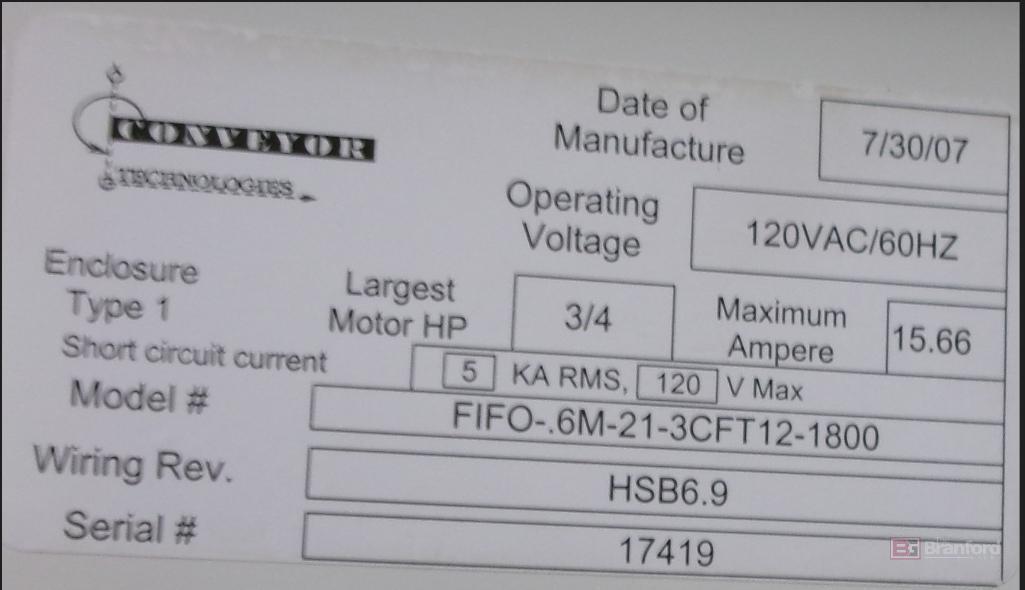 CONVEYOR
TECHNOLOGIES
Date of
Manufacture
7/30/07
Operating
Voltage
120VAC/60HZ
Enclosure
Type 1
Largest
Motor HP
3/4
Maximum
Ampere
15.66
Short circuit current
5 KA RMS, 120 V Max
Model #
FIFO-.6M-21-3CFT12-1800
Wiring Rev.
HSB6.9
Serial #
17419
BG Branford